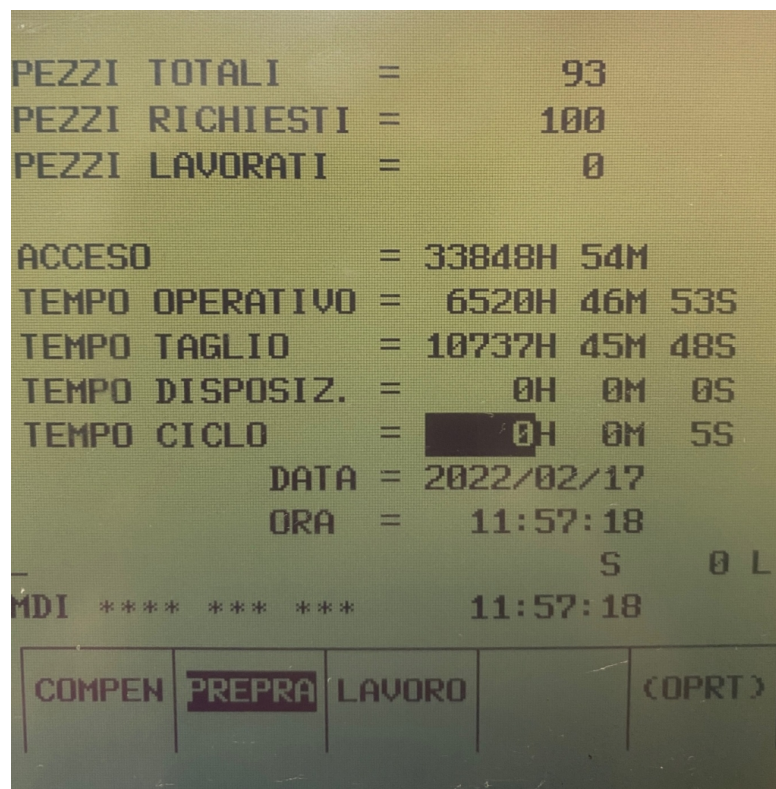 PEZZI TOTALI = 93
PEZZI RICHIESTI = 100
PEZZI LAVORATI = 0
ACCESO = 33848H 54M
TEMPO OPERATIVO = 6520H 46M 53S
TEMPO TAGLIO = 10737H 45M 48S
TEMPO DISPOSIZ. = 0H 0M 0S
TEMPO CICLO = 0H 0M 5S
DATA = 2022/02/17
ORA = 11:57:18
_ S 0 L
MDI **** *** *** 11:57:18
COMPEN PREPRA LAVORO (OPRT)